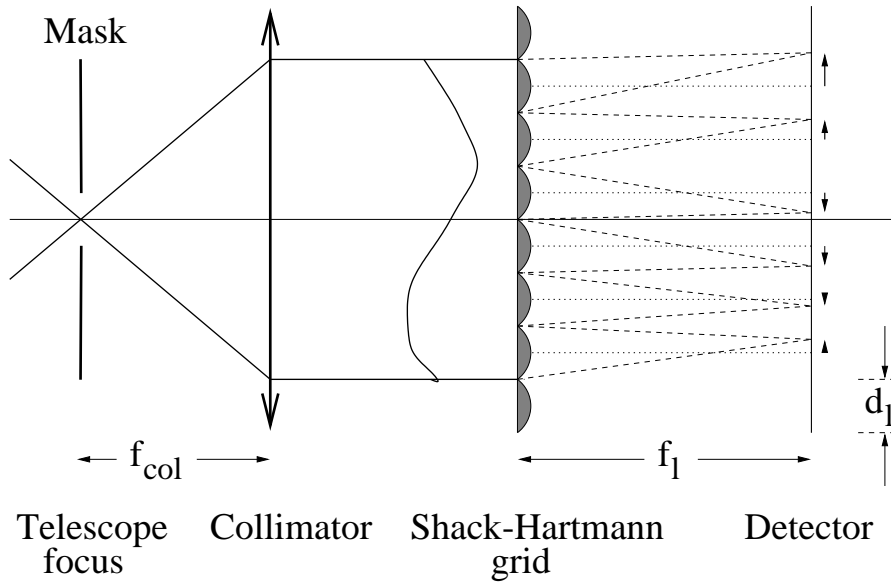 Mask
f_col
f_l
d_l
Telescope focus
Collimator
Shack-Hartmann grid
Detector